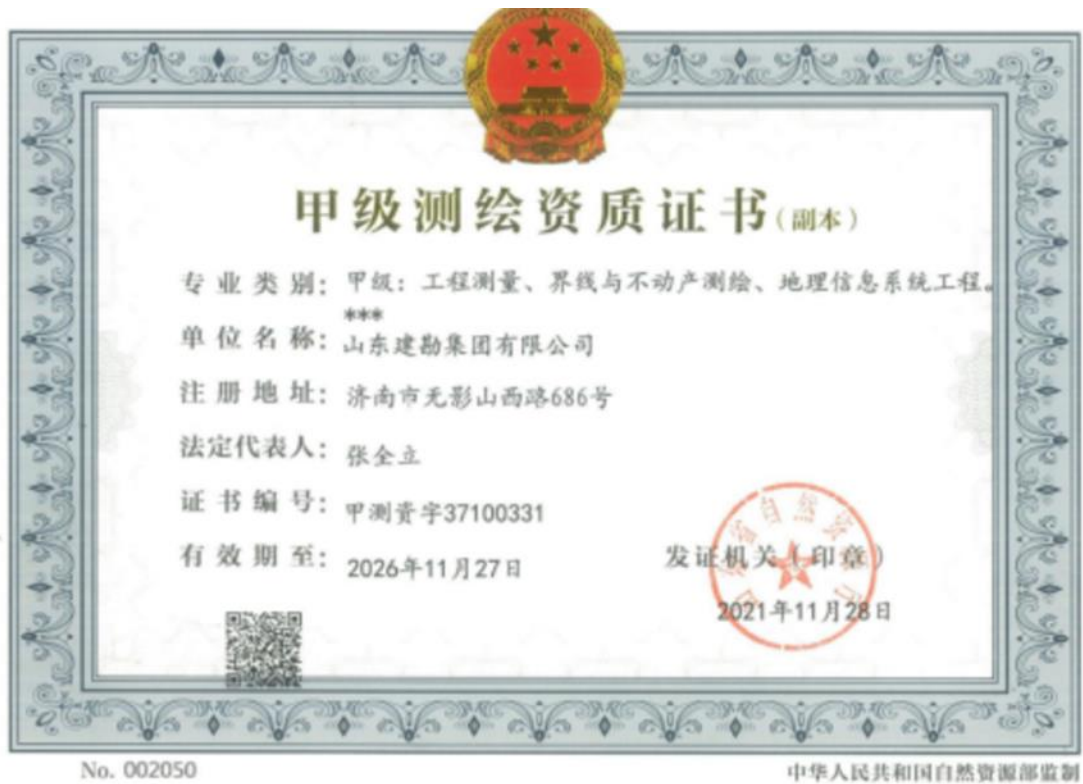 甲级测绘资质证书（副本）
专业类别：甲级：工程测量、界线与不动产测绘、地理信息系统工程。
***
单位名称：山东建勘集团有限公司
注册地址：济南市无影山西路686号
法定代表人：张全立
证书编号：甲测资字37100331
有效期至：2026年11月27日
发证机关（印章）
2021年11月28日
No. 002050
中华人民共和国自然资源部监制